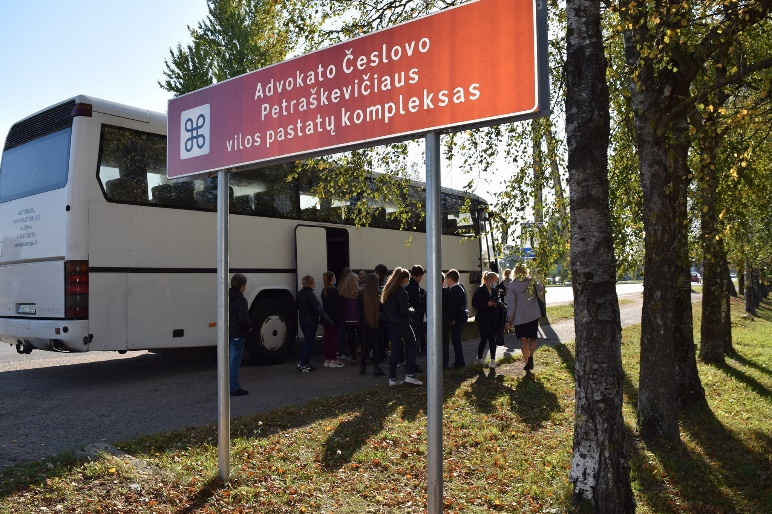 Advokato Česlovo
Petraškevičiaus
vilos pastatų kompleksas